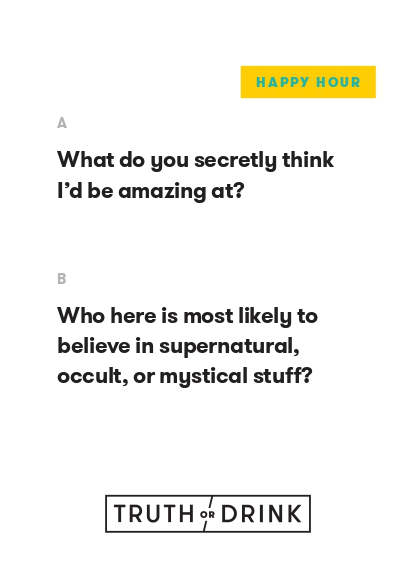 HAPPY HOUR
A
What do you secretly think
I’d be amazing at?
B
Who here is most likely to
believe in supernatural,
occult, or mystical stuff?
TRUTH OR DRINK